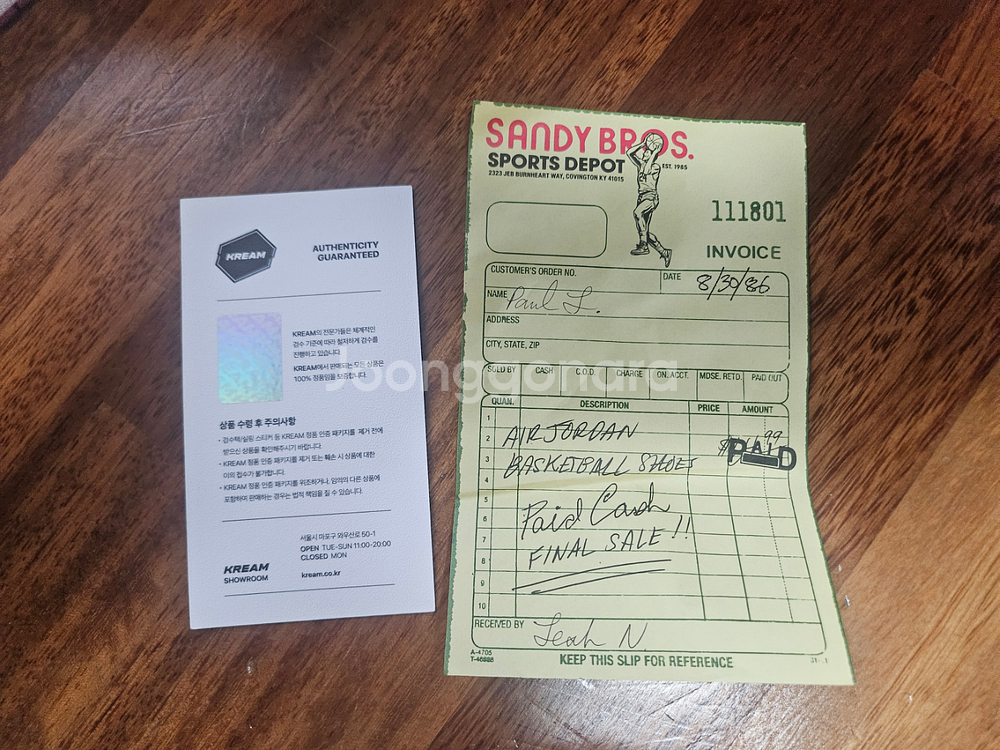 KREAM
AUTHENTICITY
GUARANTEED
KREAM의 전문가들은 체계적인
검수 기준에 따라 철저하게 검수를
진행하고 있습니다.
KREAM에서 판매되는 모든 상품은
100% 정품임을 보증합니다.
상품 수령 후 주의사항
- 검수택/실링 스티커 등 KREAM 정품 인증 패키지를 제거 전에
받으신 상품을 확인해주시기 바랍니다.
- KREAM 정품 인증 패키지를 제거 또는 훼손 시 상품에 대한
더의 접수가 불가합니다.
- KREAM 정품 인증 패키지를 위조하거나, 임의의 다른 상품에
포함하여 판매하는 경우는 법적 책임을 질 수 있습니다.
서울시 마포구 와우산로 50-1
OPEN TUE-SUN 11:00-20:00
CLOSED MON
KREAM
SHOWROOM
kream.co.kr
SANDY BROS.
SPORTS DEPOT
EST. 1985
2323 JEB BURNHEART WAY, COVINGTON KY 41015
111801
INVOICE
CUSTOMER'S ORDER NO.
DATE 8/30/86
NAME Paul L.
ADDRESS
CITY, STATE, ZIP
SOLD BY CASH C.O.D. CHARGE ON. ACCT. MDSE. RETD. PAID OUT
QUAN. DESCRIPTION PRICE AMOUNT
1
2 AIR JORDAN
3 BASKETBALL SHOES PAID
4
5 Paid Cash
6
7 FINAL SALE!!
8
9
10
RECEIVED BY Leah N.
A-4705
T-46886
KEEP THIS SLIP FOR REFERENCE
Joonggonara